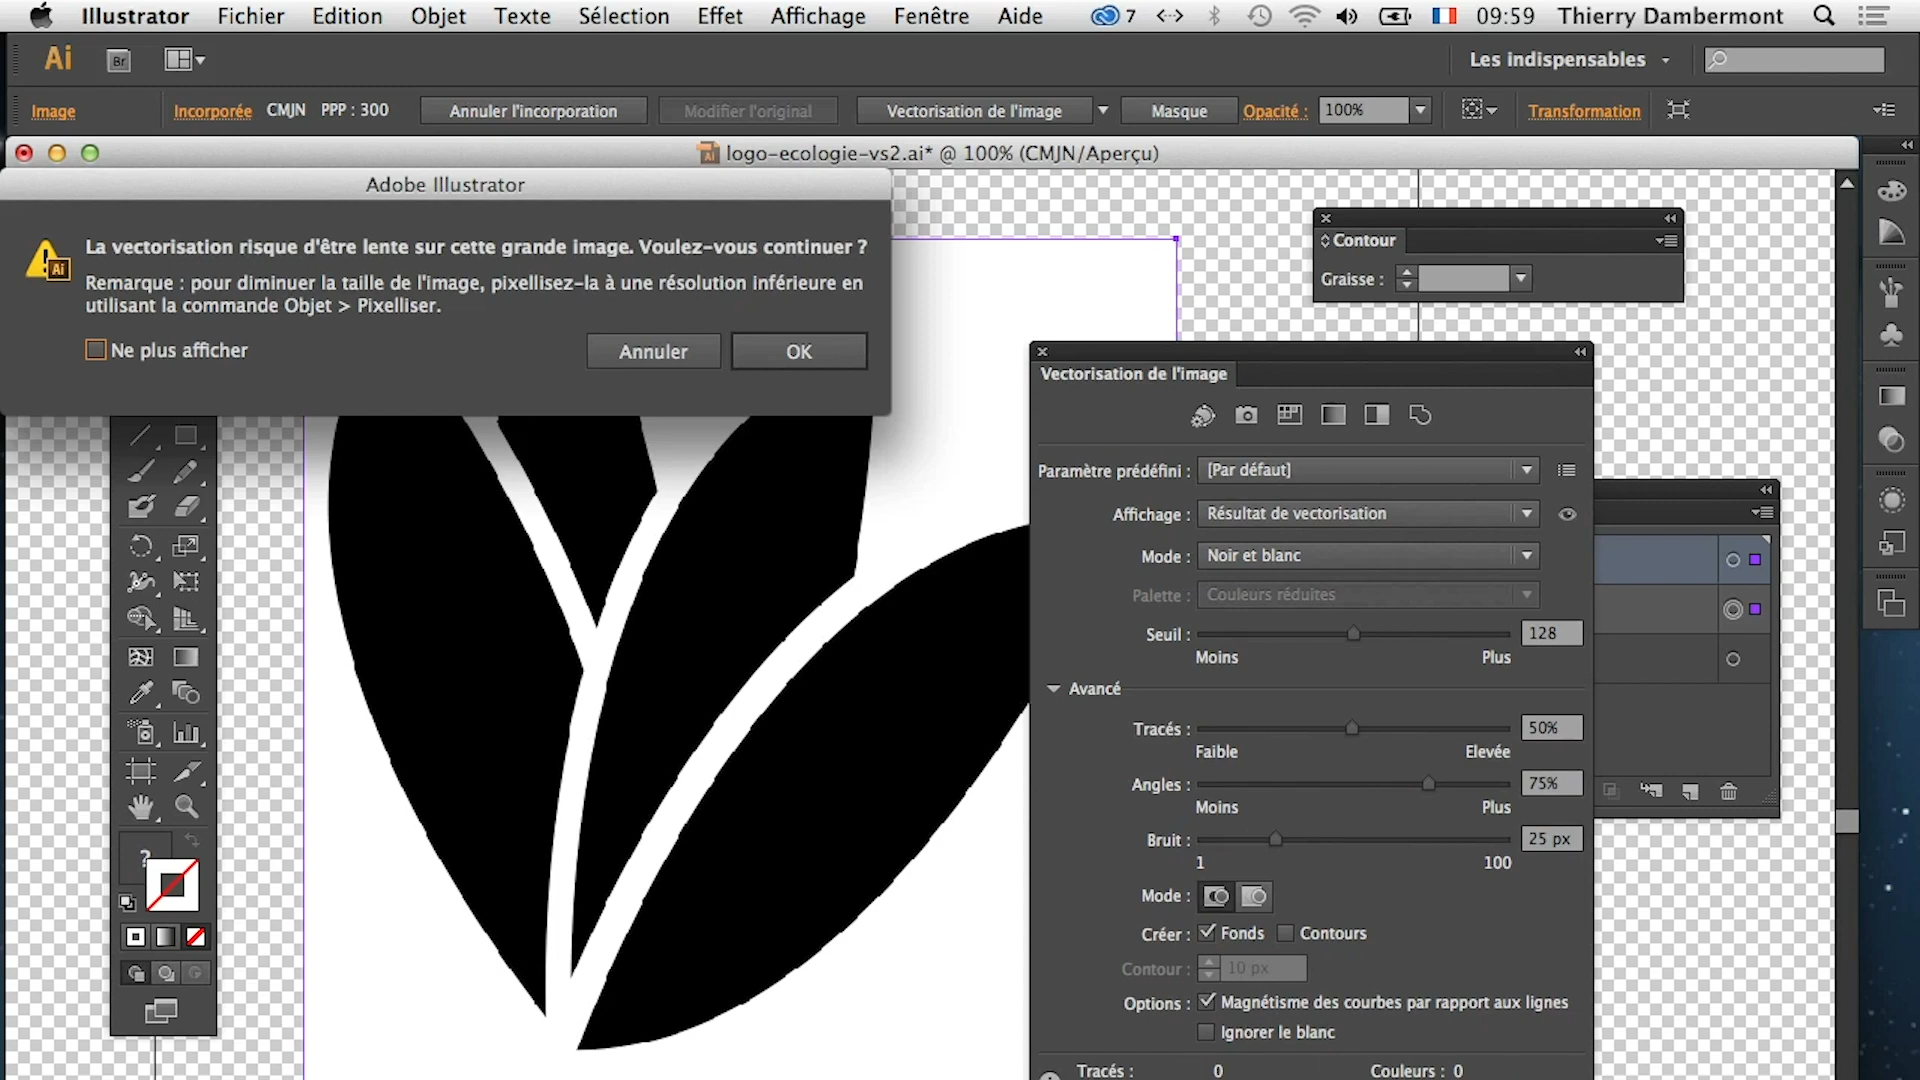 Illustrator Fichier Edition Objet Texte Sélection Effet Affichage Fenêtre Aide 7 09:59 Thierry Dambermont
Ai Br Les indispensables
Image Incorporée CMJN PPP : 300 Annuler l'incorporation Modifier l'original Vectorisation de l'image Masque Opacité : 100% Transformation
logo-ecologie-vs2.ai* @ 100% (CMJN/Aperçu)
Adobe Illustrator
La vectorisation risque d'être lente sur cette grande image. Voulez-vous continuer ?
Remarque : pour diminuer la taille de l'image, pixellisez-la à une résolution inférieure en
utilisant la commande Objet > Pixelliser.
Ne plus afficher
Annuler
OK
Contour
Graisse :
Vectorisation de l'image
Paramètre prédéfini : [Par défaut]
Affichage : Résultat de vectorisation
Mode : Noir et blanc
Palette : Couleurs réduites
Seuil : 128
Moins Plus
Avancé
Tracés : 50%
Faible Elevée
Angles : 75%
Moins Plus
Bruit : 25 px
1 100
Mode :
Créer : Fonds Contours
Contour : 10 px
Options : Magnétisme des courbes par rapport aux lignes
Ignorer le blanc
Tracés : 0 Couleurs : 0
?